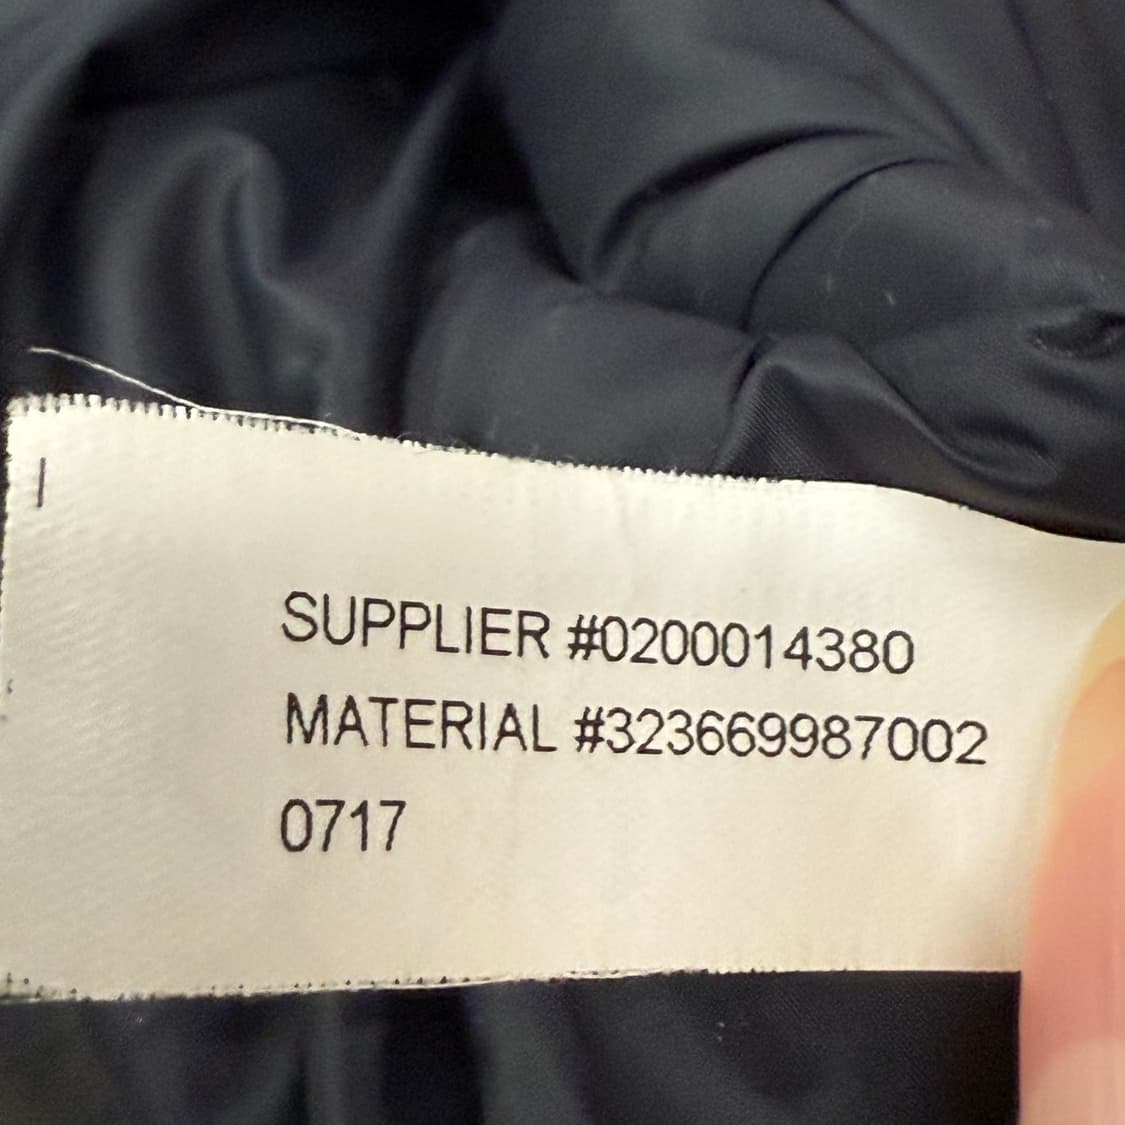 SUPPLIER #0200014380
MATERIAL #323669987002
0717